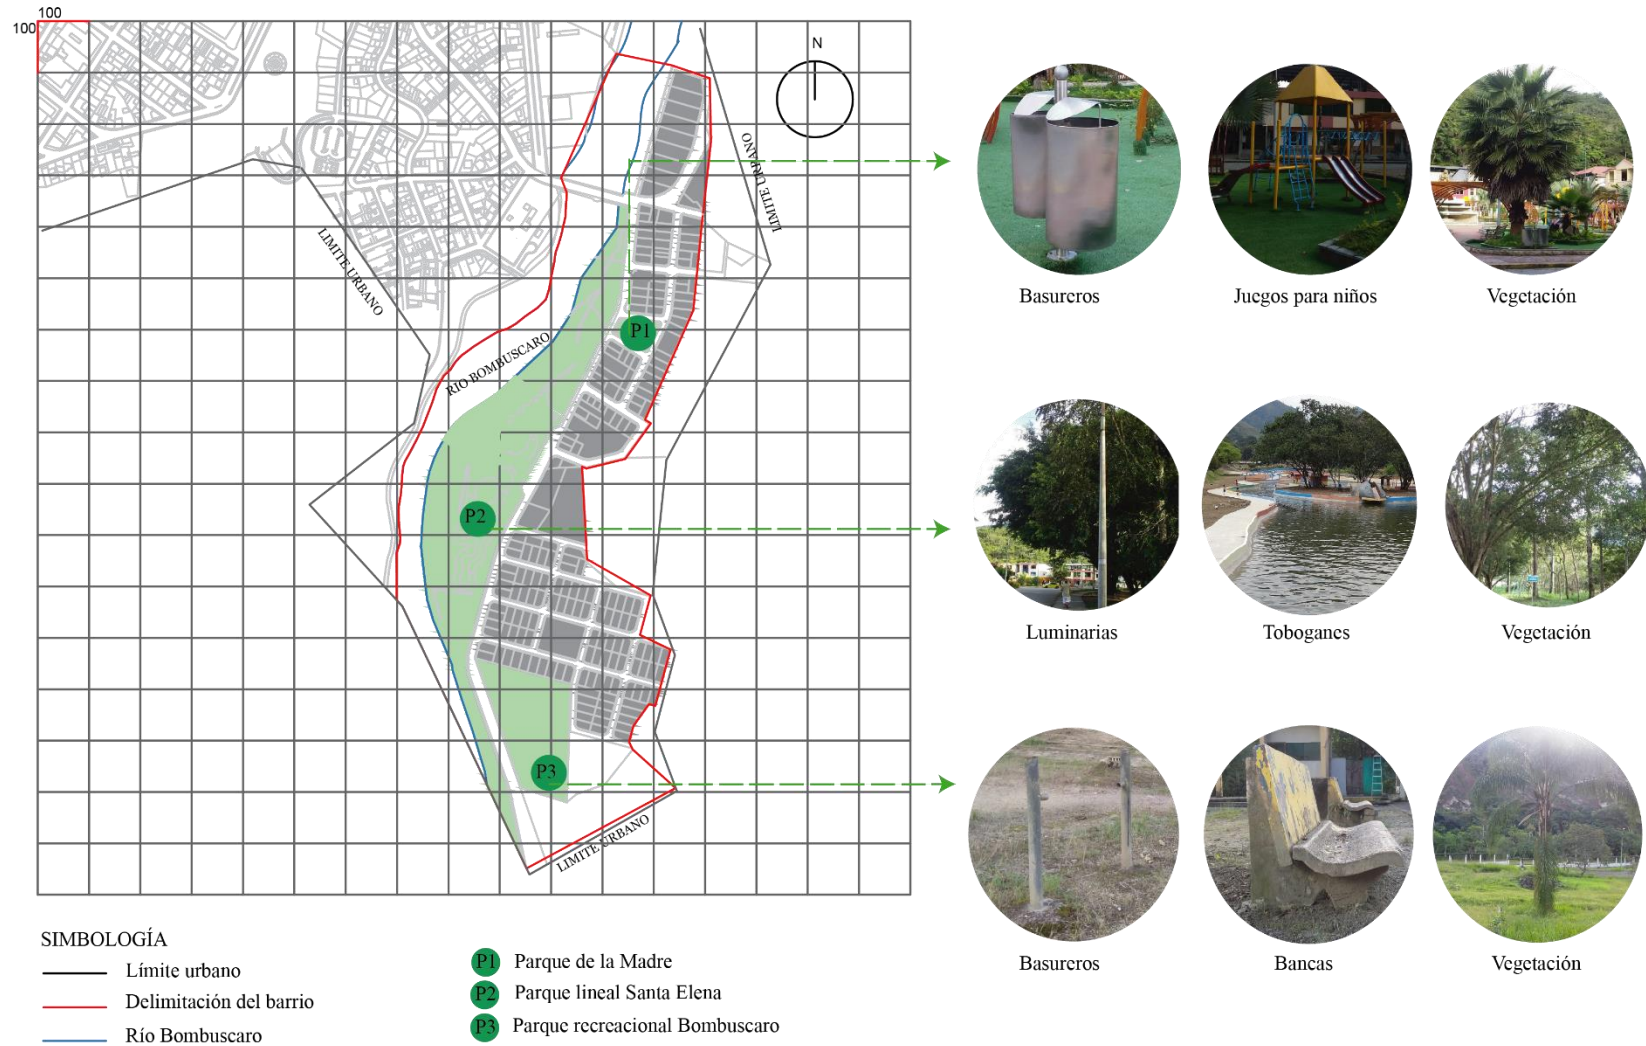 100
100
N
LIMITE URBANO
LIMITE URBANO
RIO BOMBUSCARO
P1
P2
P3
LIMITE URBANO
Basureros
Juegos para niños
Vegetación
Luminarias
Toboganes
Vegetación
Basureros
Bancas
Vegetación
SIMBOLOGÍA
Límite urbano
Delimitación del barrio
Río Bombuscaro
P1 Parque de la Madre
P2 Parque lineal Santa Elena
P3 Parque recreacional Bombuscaro